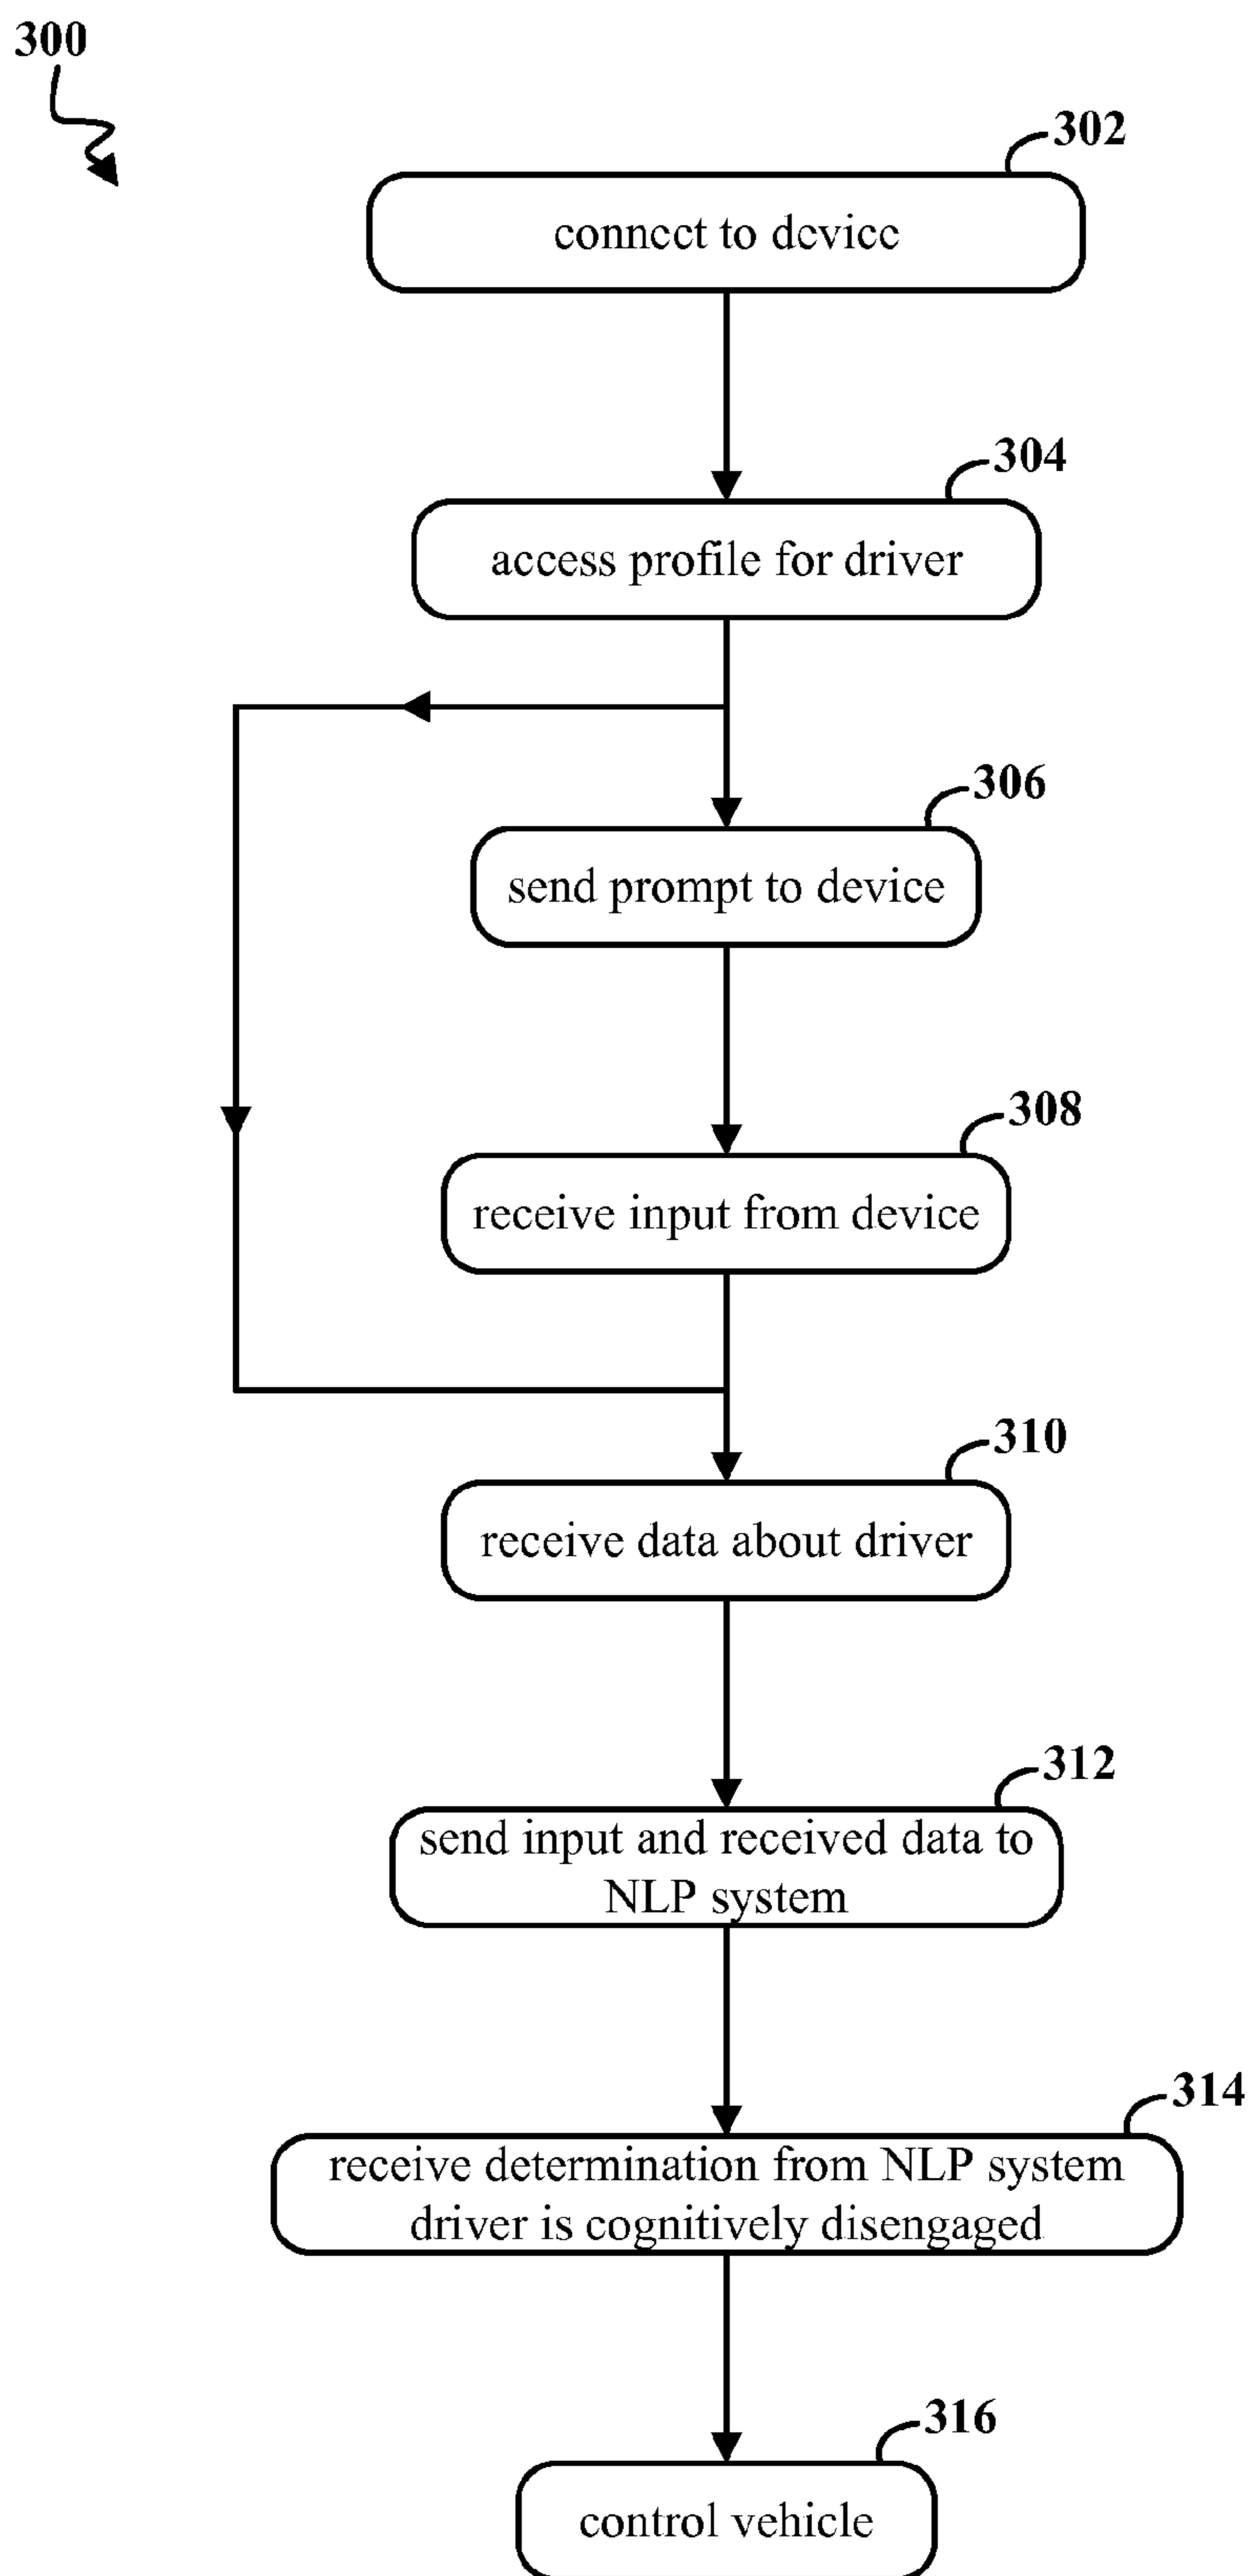 300
302
connect to device
304
access profile for driver
306
send prompt to device
308
receive input from device
310
receive data about driver
312
send input and received data to
NLP system
314
receive determination from NLP system
driver is cognitively disengaged
316
control vehicle